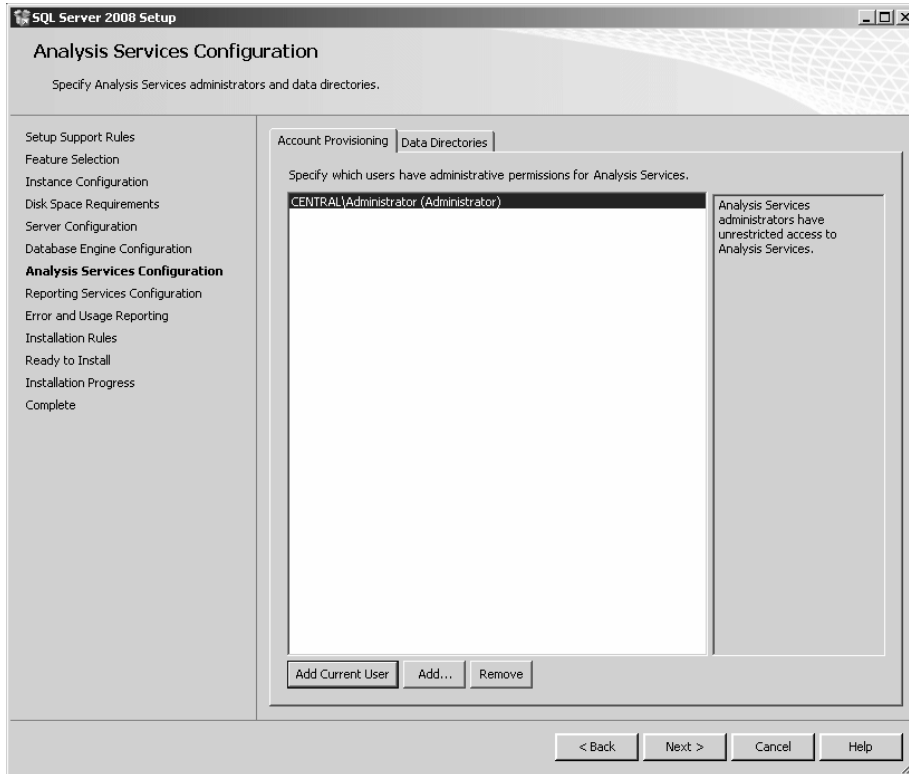 SQL Server 2008 Setup
Analysis Services Configuration
Specify Analysis Services administrators and data directories.
Setup Support Rules
Feature Selection
Instance Configuration
Disk Space Requirements
Server Configuration
Database Engine Configuration
Analysis Services Configuration
Reporting Services Configuration
Error and Usage Reporting
Installation Rules
Ready to Install
Installation Progress
Complete
Account Provisioning
Data Directories
Specify which users have administrative permissions for Analysis Services.
CENTRAL\Administrator (Administrator)
Analysis Services
administrators have
unrestricted access to
Analysis Services.
Add Current User
Add...
Remove
< Back
Next >
Cancel
Help